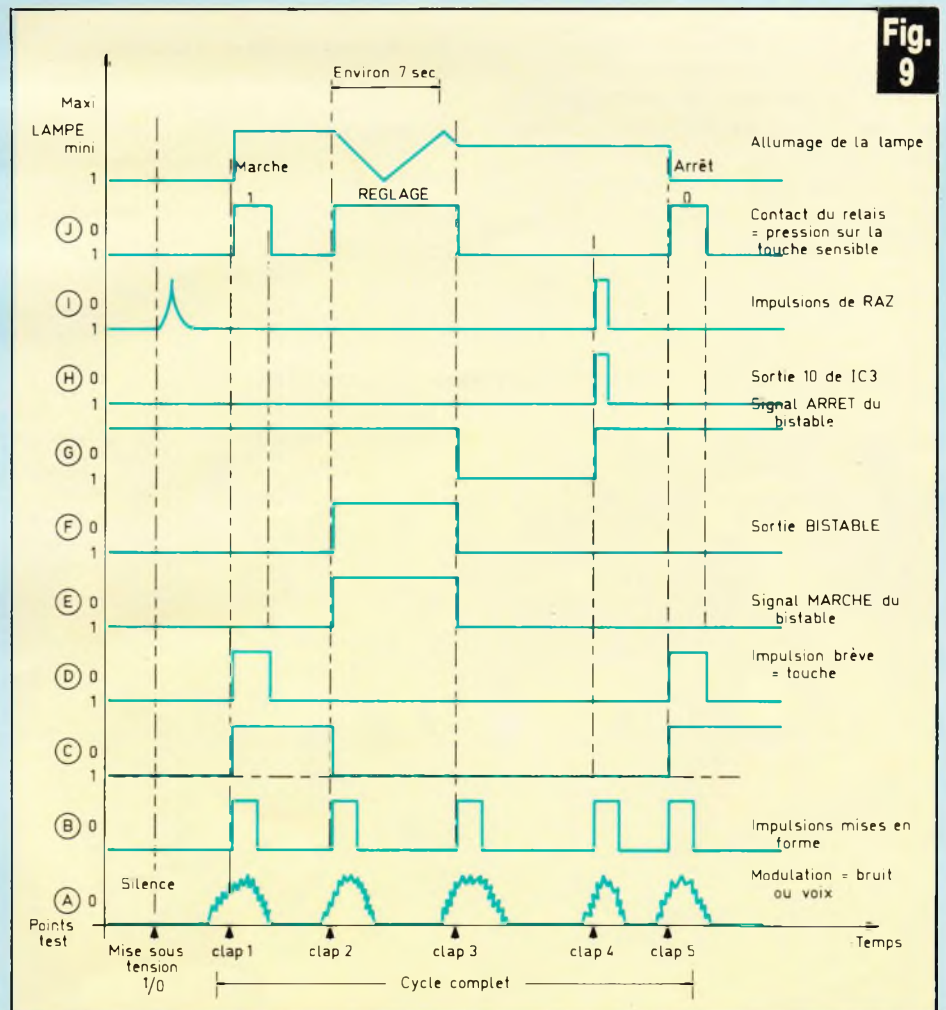 Fig.
9
Environ 7 sec
Maxi
LAMPE
mini
1
Allumage de la lampe
Marche
1
REGLAGE
Arrêt
0
J 0
1
Contact du relais
= pression sur la
touche sensible
I 0
1
Impulsions de RAZ
H 0
1
Sortie 10 de IC3
Signal ARRET du
bistable
G 0
1
F 0
1
Sortie BISTABLE
E 0
1
Signal MARCHE du
bistable
D 0
1
Impulsion brève
= touche
C 0
1
B 0
Impulsions mises en
forme
Silence
A 0
Modulation = bruit
ou voix
Points
test
Mise sous
tension
1/0
clap 1
clap 2
clap 3
clap 4
clap 5
Temps
Cycle complet